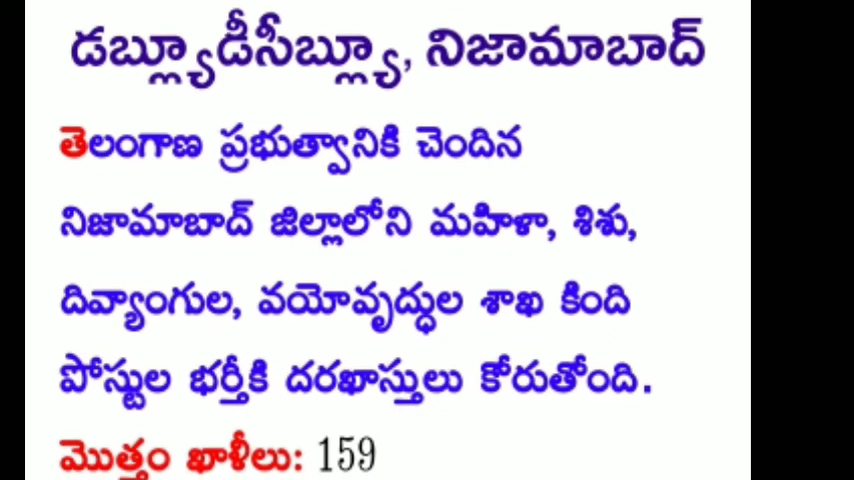 డబ్ల్యూడీసీబ్ల్యూ, నిజామాబాద్
తెలంగాణ ప్రభుత్వానికి చెందిన
నిజామాబాద్ జిల్లాలోని మహిళా, శిశు,
దివ్యాంగుల, వయోవృద్ధుల శాఖ కింది
పోస్టుల భర్తీకి దరఖాస్తులు కోరుతోంది.
మొత్తం ఖాళీలు: 159